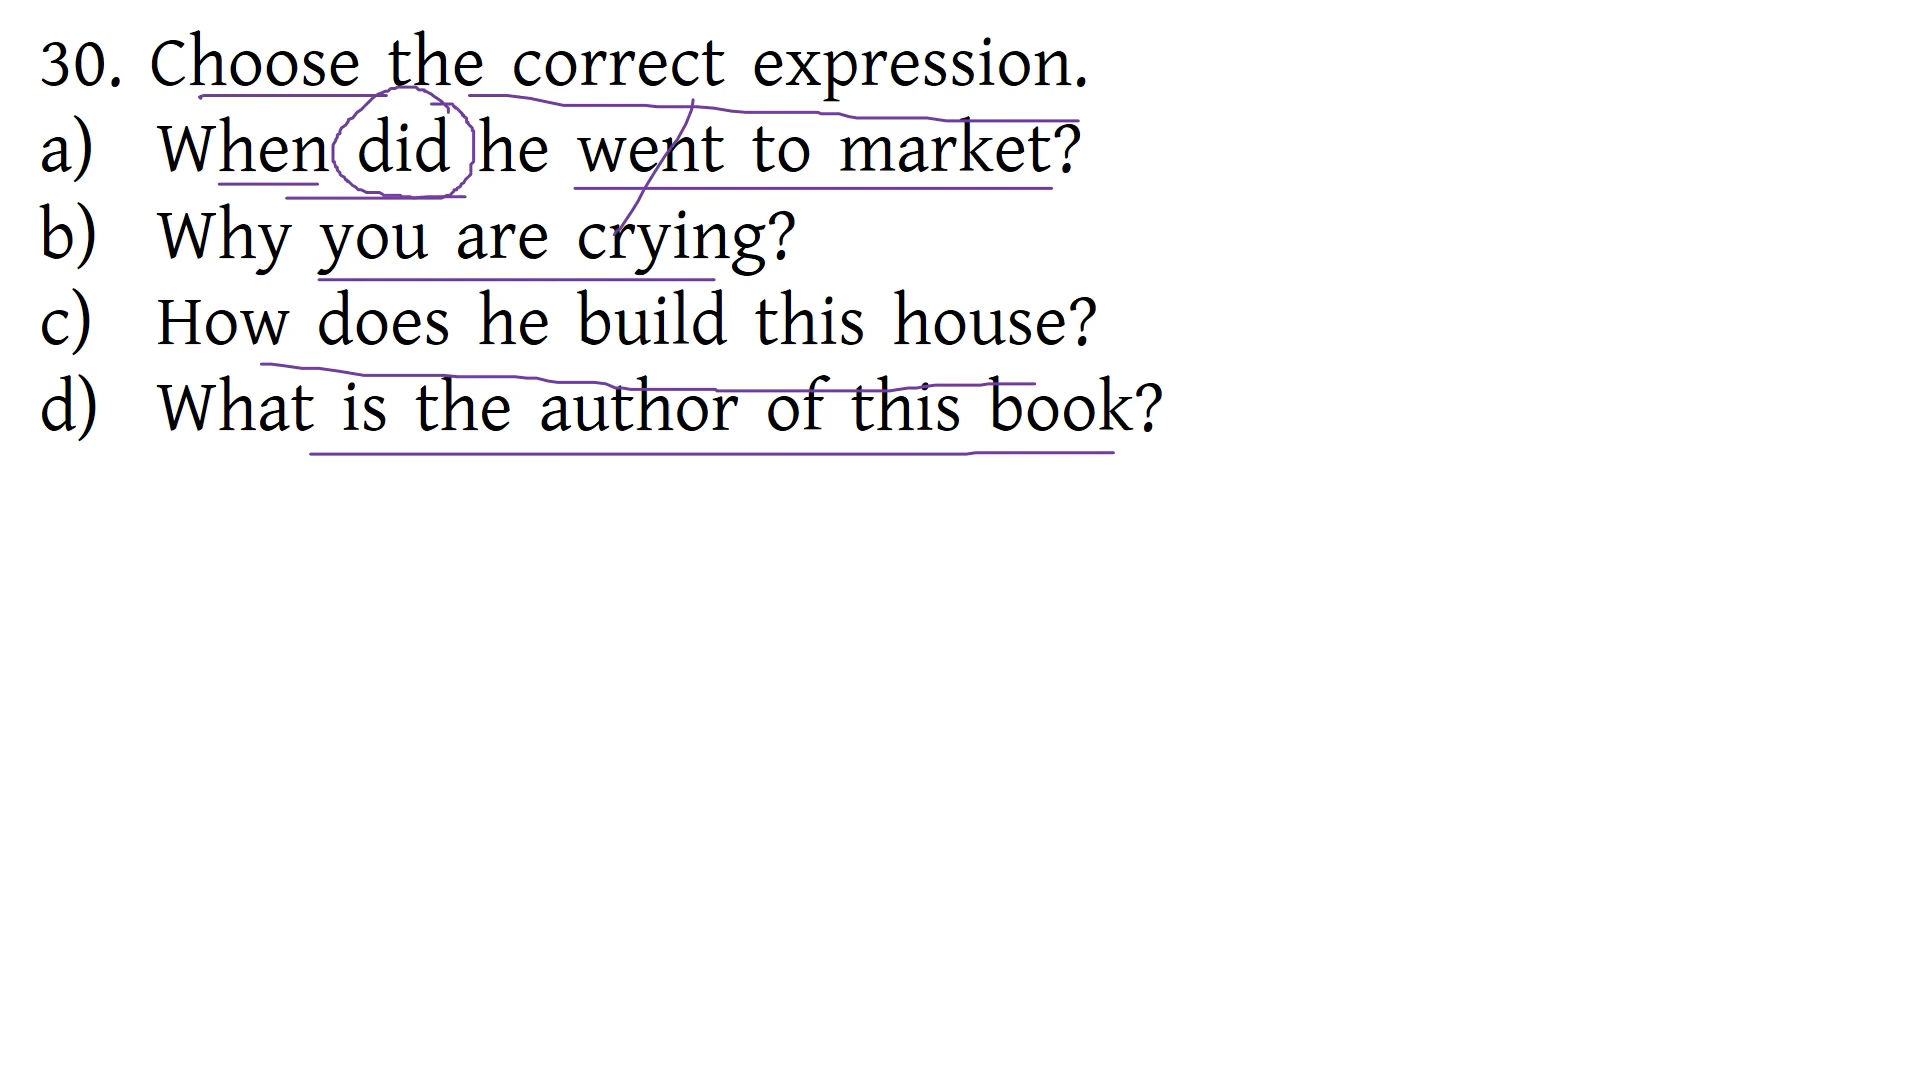 30. Choose the correct expression.
a) When did he went to market?
b) Why you are crying?
c) How does he build this house?
d) What is the author of this book?